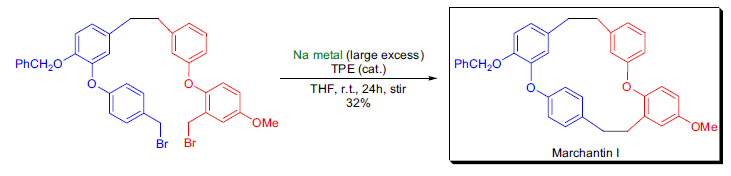 PhCH2O
O
Br
O
Br
OMe
Na metal (large excess)
TPE (cat.)
THF, r.t., 24h, stir
32%
PhCH2O
O
O
OMe
Marchantin I